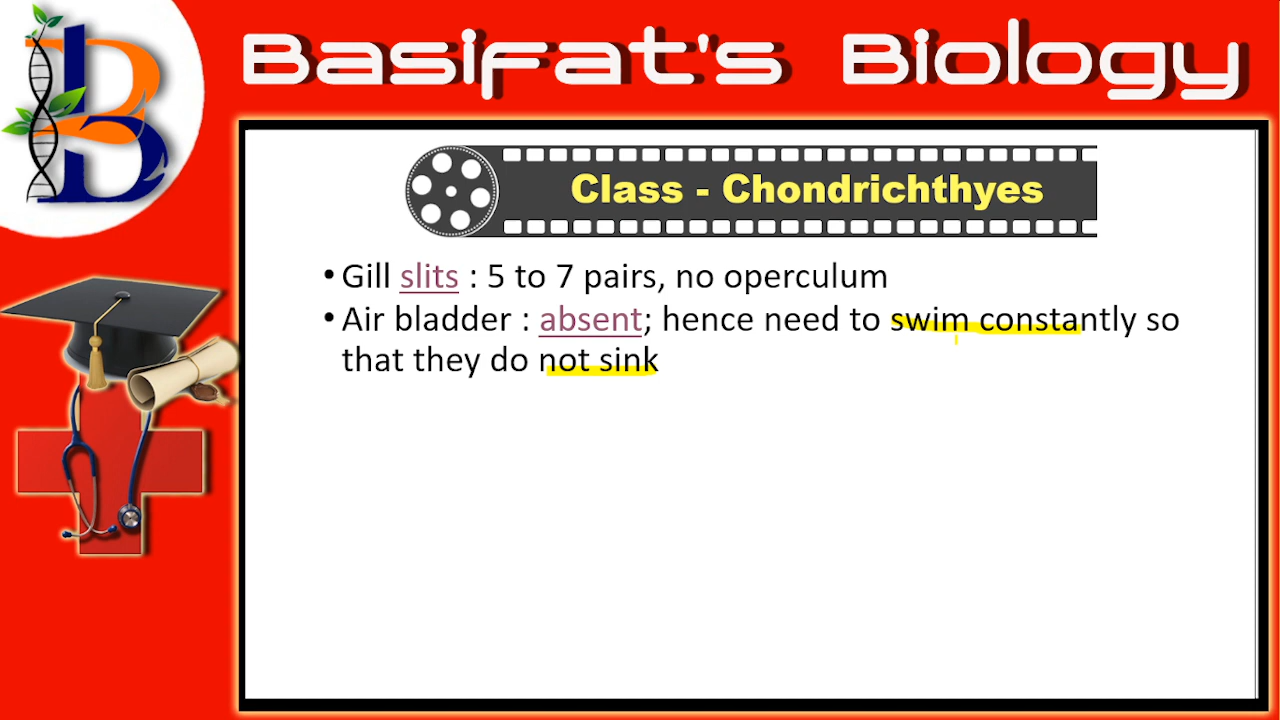 Basifat's Biology
Class - Chondrichthyes
• Gill slits : 5 to 7 pairs, no operculum
• Air bladder : absent; hence need to swim constantly so
that they do not sink